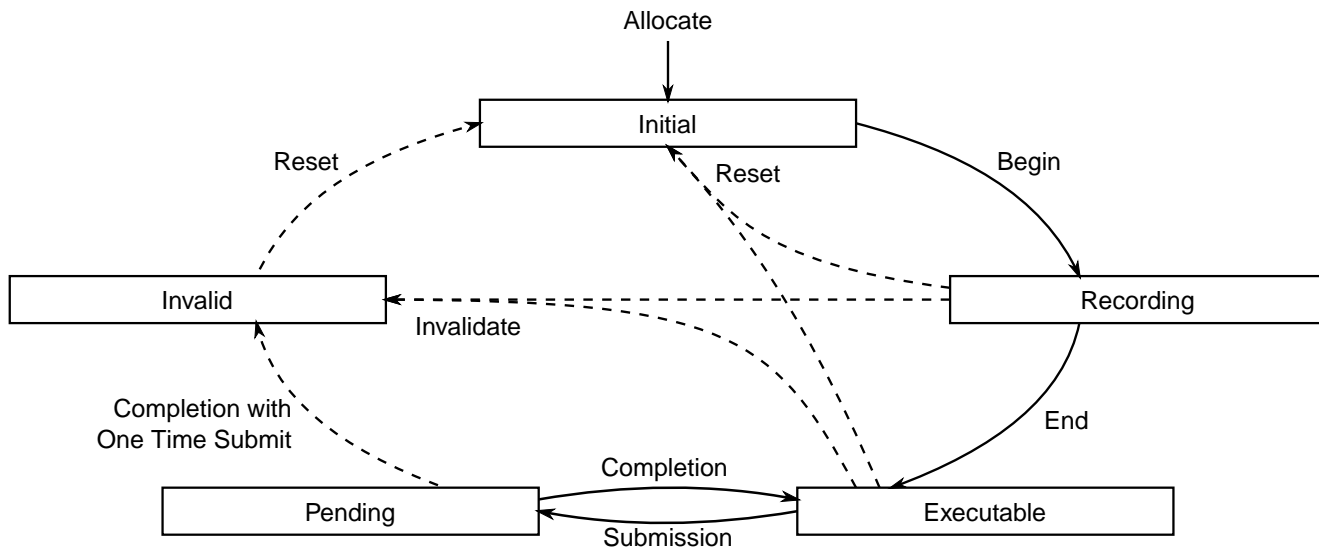 Allocate
Initial
Reset
Reset
Begin
Invalid
Recording
Invalidate
Completion with
One Time Submit
End
Completion
Pending
Executable
Submission